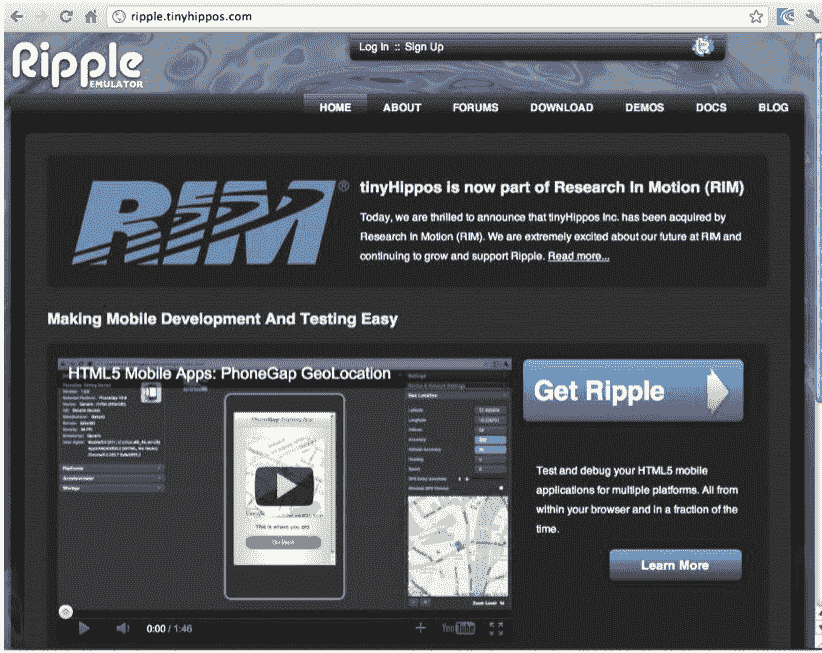 ripple.tinyhippos.com
Ripple
EMULATOR
Log In :: Sign Up
HOME ABOUT FORUMS DOWNLOAD DEMOS DOCS BLOG
RIM®
tinyHippos is now part of Research In Motion (RIM)
Today, we are thrilled to announce that tinyHippos Inc. has been acquired by
Research In Motion (RIM). We are extremely excited about our future at RIM and
continuing to grow and support Ripple. Read more...
Making Mobile Development And Testing Easy
HTML5 Mobile Apps: PhoneGap GeoLocation
Get Ripple
Test and debug your HTML5 mobile
applications for multiple platforms. All from
within your browser and in a fraction of the
time.
Learn More
0:00 / 1:46
YouTube